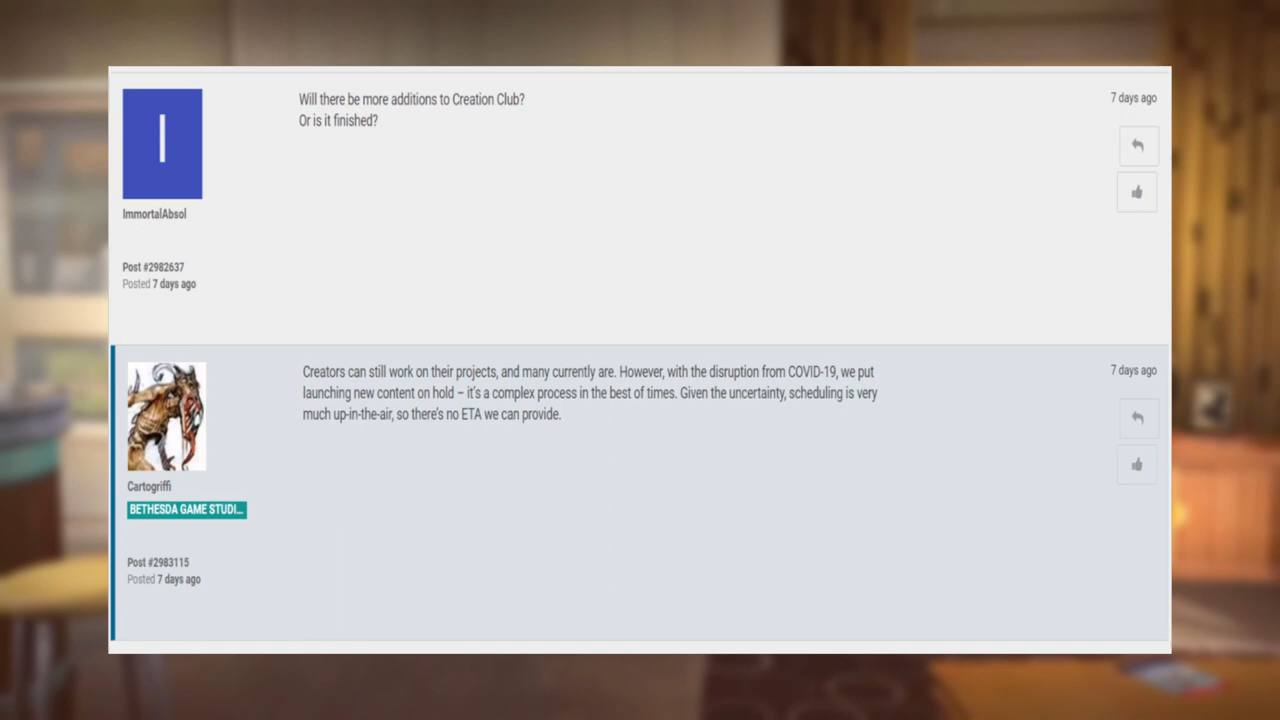 Will there be more additions to Creation Club?
Or is it finished?
7 days ago
I
ImmortalAbsol
Post #2982637
Posted 7 days ago
Creators can still work on their projects, and many currently are. However, with the disruption from COVID-19, we put
launching new content on hold – it's a complex process in the best of times. Given the uncertainty, scheduling is very
much up-in-the-air, so there's no ETA we can provide.
7 days ago
Cartogriffi
BETHESDA GAME STUDI...
Post #2983115
Posted 7 days ago